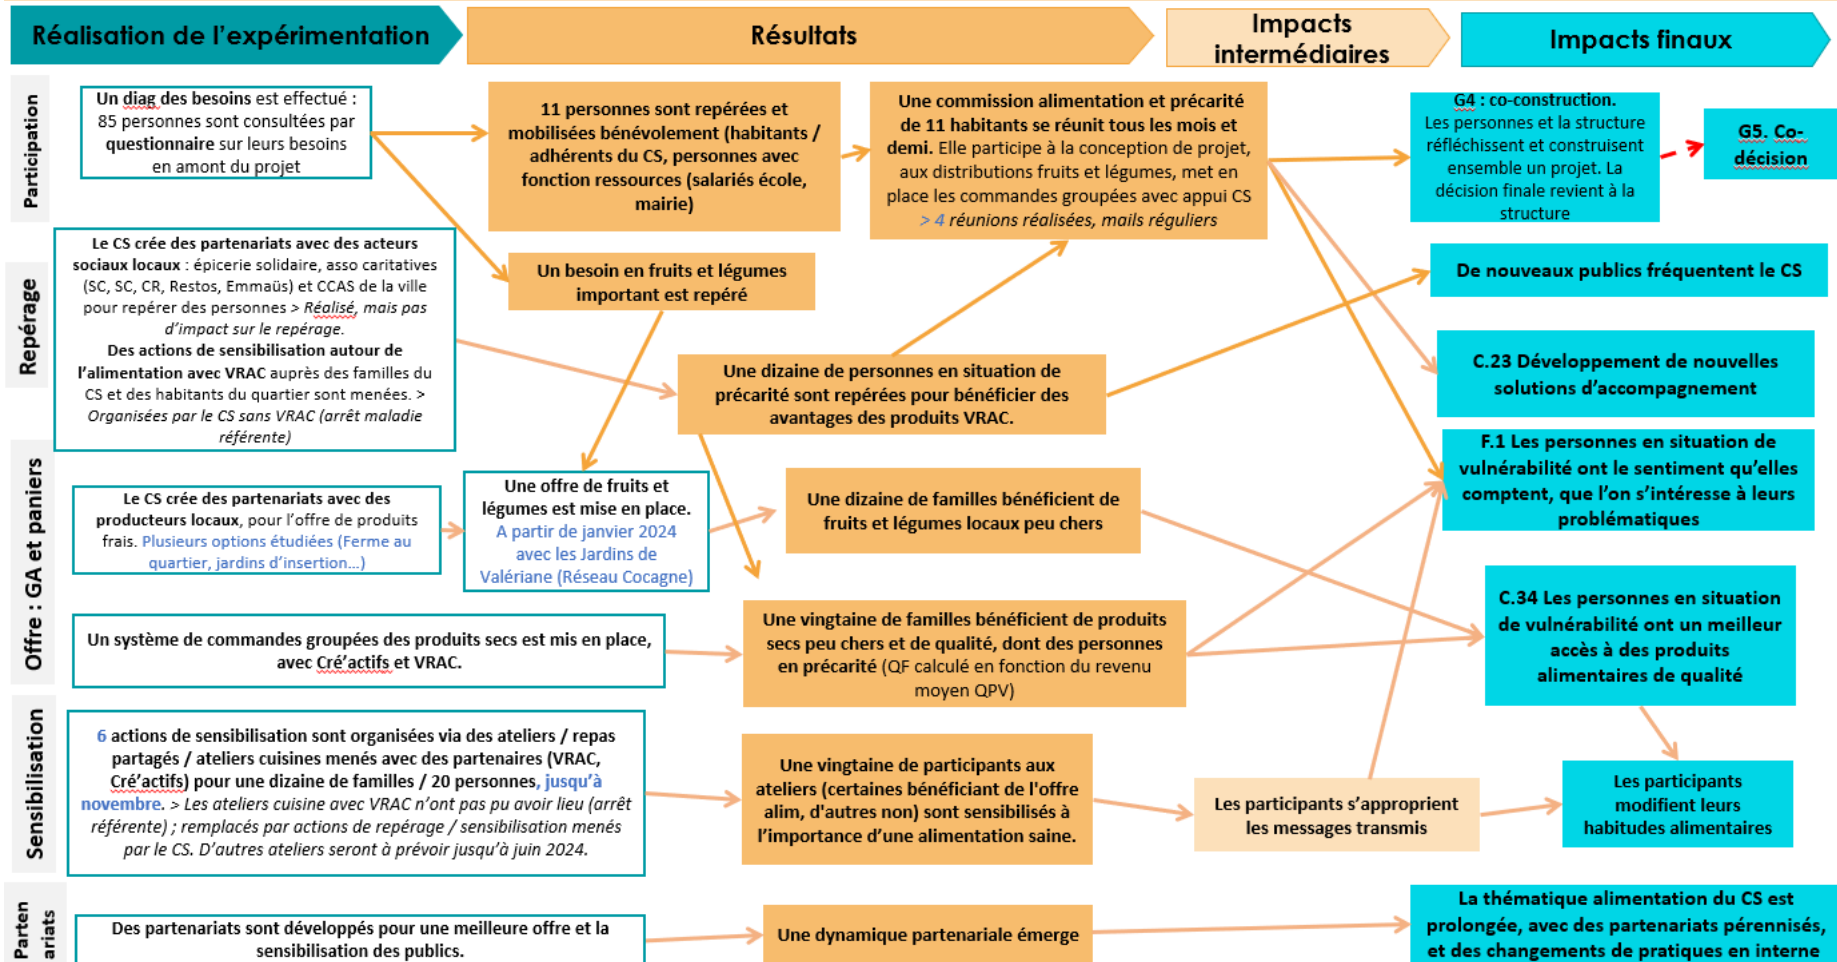 Réalisation de l'expérimentation
Résultats
Impacts
intermédiaires
Impacts finaux
Participation
Un diag des besoins est effectué :
85 personnes sont consultées par
questionnaire sur leurs besoins
en amont du projet
11 personnes sont repérées et
mobilisées bénévolement (habitants /
adhérents du CS, personnes avec
fonction ressources (salariés école,
mairie)
Une commission alimentation et précarité
de 11 habitants se réunit tous les mois et
demi. Elle participe à la conception de projet,
aux distributions fruits et légumes, met en
place les commandes groupées avec appui CS
> 4 réunions réalisées, mails réguliers
G4 : co-construction.
Les personnes et la structure
réfléchissent et construisent
ensemble un projet. La
décision finale revient à la
structure
G5. Co-
décision
Repérage
Le CS crée des partenariats avec des acteurs
sociaux locaux : épicerie solidaire, asso caritatives
(SC, SC, CR, Restos, Emmaüs) et CCAS de la ville
pour repérer des personnes > Réalisé, mais pas
d'impact sur le repérage.
Des actions de sensibilisation autour de
l'alimentation avec VRAC auprès des familles du
CS et des habitants du quartier sont menées. >
Organisées par le CS sans VRAC (arrêt maladie
référente)
Un besoin en fruits et légumes
important est repéré
Une dizaine de personnes en situation de
précarité sont repérées pour bénéficier des
avantages des produits VRAC.
De nouveaux publics fréquentent le CS
C.23 Développement de nouvelles
solutions d'accompagnement
F.1 Les personnes en situation de
vulnérabilité ont le sentiment qu'elles
comptent, que l'on s'intéresse à leurs
problématiques
Offre : GA et paniers
Le CS crée des partenariats avec des
producteurs locaux, pour l'offre de produits
frais. Plusieurs options étudiées (Ferme au
quartier, jardins d'insertion…)
Une offre de fruits et
légumes est mise en place.
A partir de janvier 2024
avec les Jardins de
Valériane (Réseau Cocagne)
Une dizaine de familles bénéficient de
fruits et légumes locaux peu chers
Un système de commandes groupées des produits secs est mis en place,
avec Cré'actifs et VRAC.
Une vingtaine de familles bénéficient de produits
secs peu chers et de qualité, dont des personnes
en précarité (QF calculé en fonction du revenu
moyen QPV)
C.34 Les personnes en situation
de vulnérabilité ont un meilleur
accès à des produits
alimentaires de qualité
Sensibilisation
6 actions de sensibilisation sont organisées via des ateliers / repas
partagés / ateliers cuisines menés avec des partenaires (VRAC,
Cré'actifs) pour une dizaine de familles / 20 personnes, jusqu'à
novembre. > Les ateliers cuisine avec VRAC n'ont pas pu avoir lieu (arrêt
référente) ; remplacés par actions de repérage / sensibilisation menés
par le CS. D'autres ateliers seront à prévoir jusqu'à juin 2024.
Une vingtaine de participants aux
ateliers (certaines bénéficiant de l'offre
alim, d'autres non) sont sensibilisés à
l'importance d'une alimentation saine.
Les participants s'approprient
les messages transmis
Les participants
modifient leurs
habitudes alimentaires
Parten
ariats
Des partenariats sont développés pour une meilleure offre et la
sensibilisation des publics.
Une dynamique partenariale émerge
La thématique alimentation du CS est
prolongée, avec des partenariats pérennisés,
et des changements de pratiques en interne